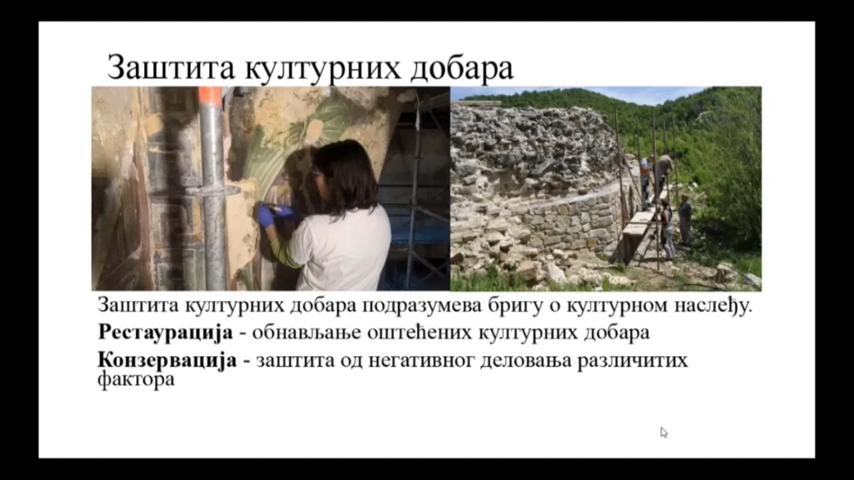 Заштита културних добара
Заштита културних добара подразумева бригу о културном наслеђу.
Рестаурација - обнављање оштећених културних добара
Конзервација - заштита од негативног деловања различитих
фактора